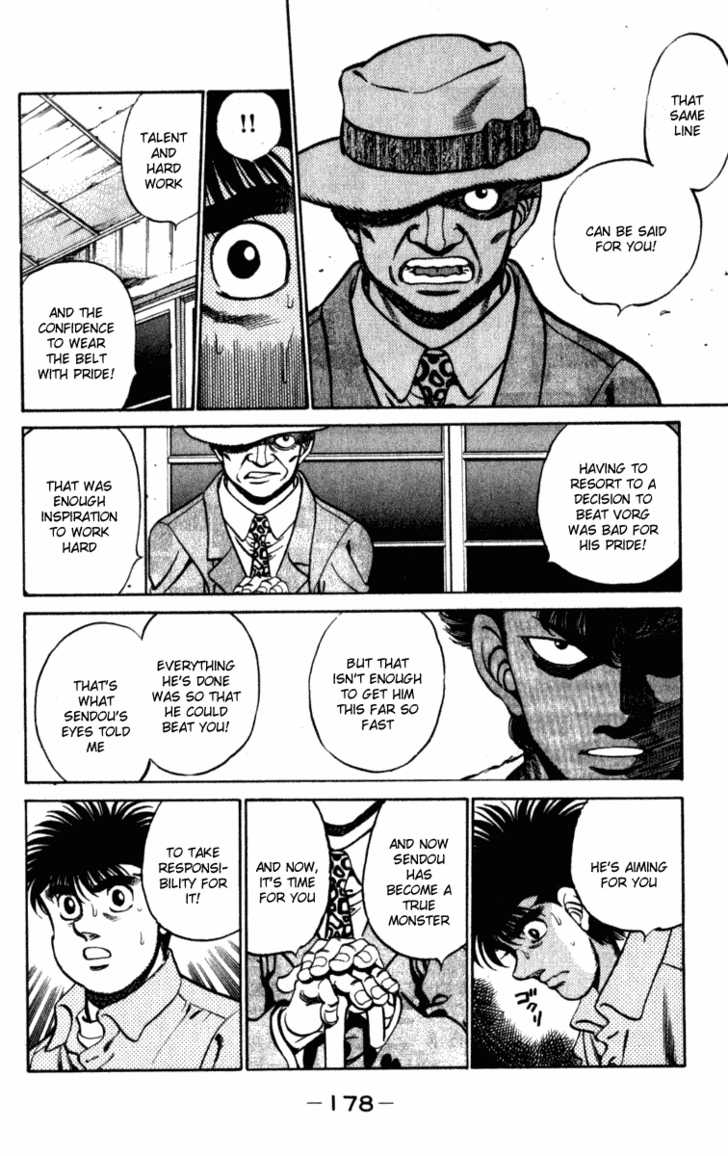 THAT
SAME
LINE
CAN BE SAID
FOR YOU!
!!
TALENT
AND
HARD
WORK
AND THE
CONFIDENCE
TO WEAR
THE BELT
WITH PRIDE!
HAVING TO
RESORT TO A
DECISION TO
BEAT VORG
WAS BAD FOR
HIS PRIDE!
THAT WAS
ENOUGH
INSPIRATION
TO WORK
HARD
BUT THAT
ISN'T ENOUGH
TO GET HIM
THIS FAR SO
FAST
EVERYTHING
HE'S DONE
WAS SO THAT
HE COULD
BEAT YOU!
THAT'S
WHAT
SENDOU'S
EYES TOLD
ME
HE'S AIMING
FOR YOU
ゴクッ
AND NOW
SENDOU
HAS
BECOME A
TRUE
MONSTER
AND NOW,
IT'S TIME
FOR YOU
TO TAKE
RESPONSI-
BILITY FOR
IT!
-178-